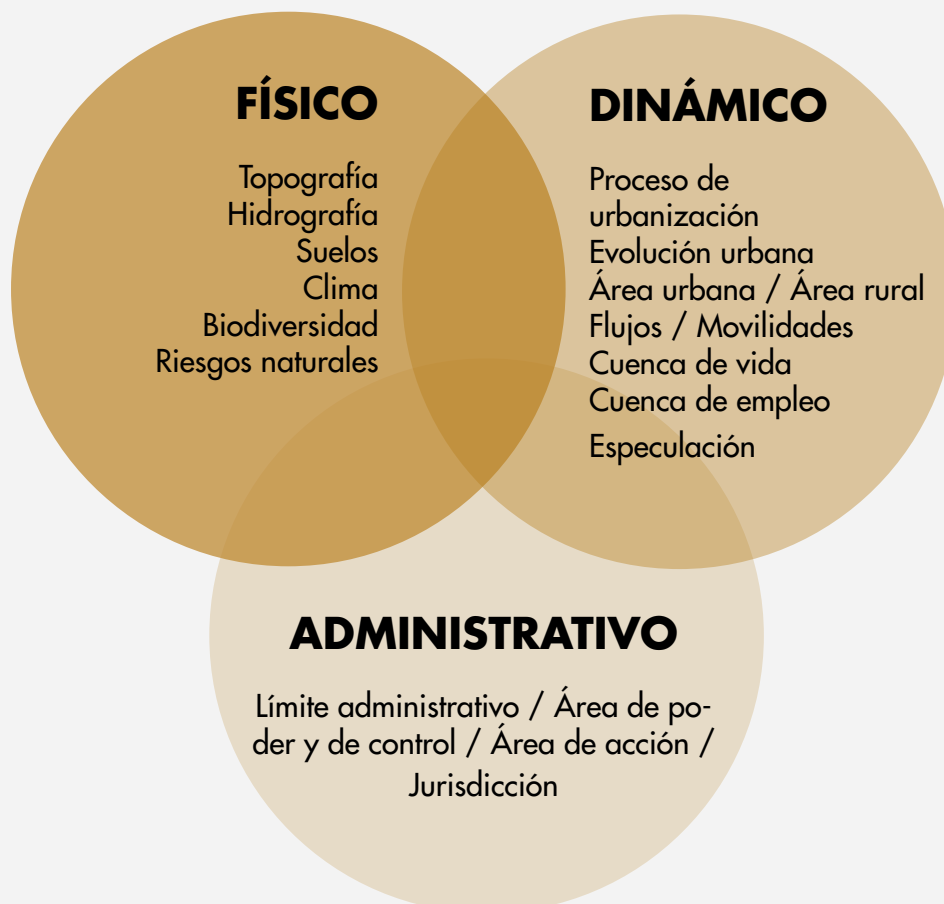 FÍSICO
Topografía
Hidrografía
Suelos
Clima
Biodiversidad
Riesgos naturales
DINÁMICO
Proceso de
urbanización
Evolución urbana
Área urbana / Área rural
Flujos / Movilidades
Cuenca de vida
Cuenca de empleo
Especulación
ADMINISTRATIVO
Límite administrativo / Área de po-
der y de control / Área de acción /
Jurisdicción